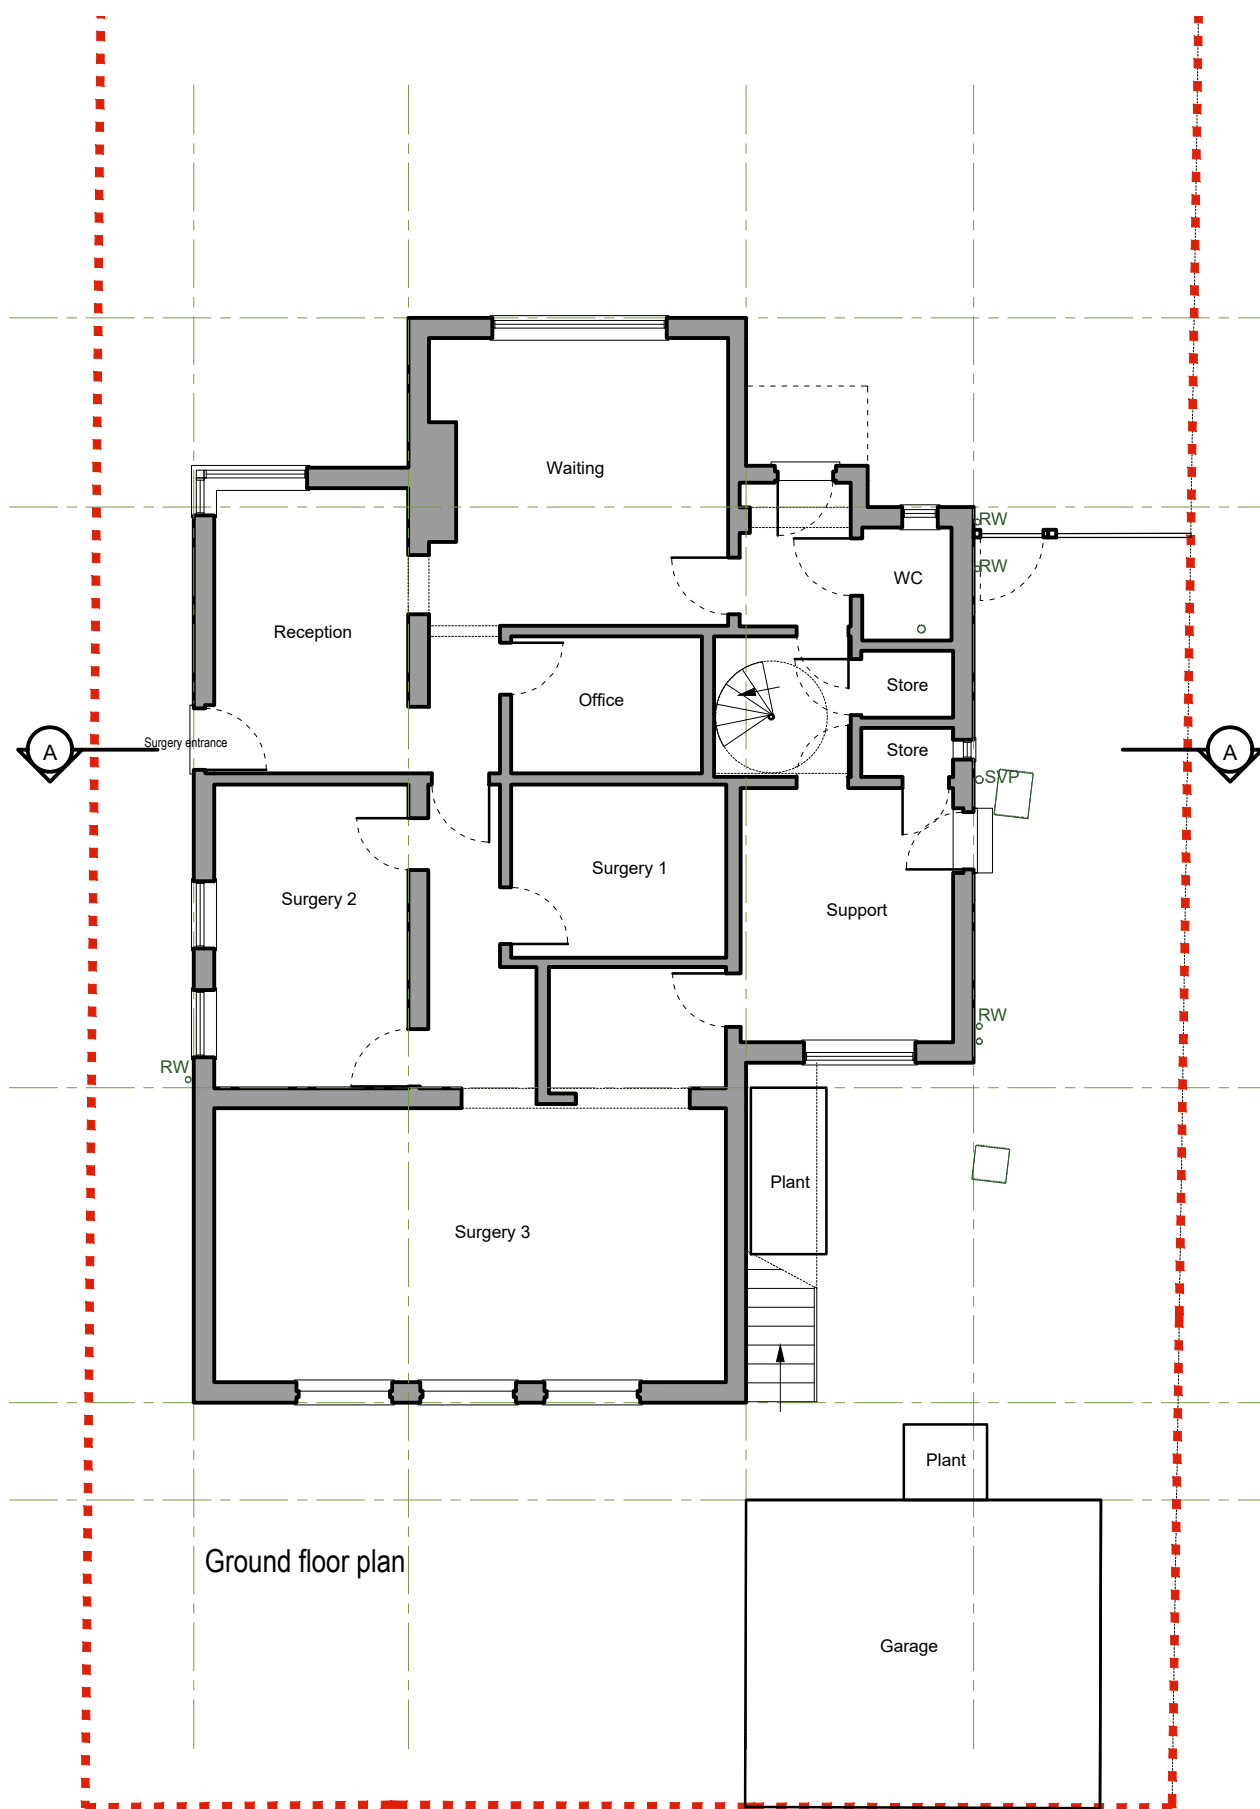 Waiting
RW
RW
WC
Reception
Store
Office
Surgery entrance
A
Store
A
SVP
Surgery 1
Surgery 2
Support
RW
RW
Plant
Surgery 3
Plant
Ground floor plan
Garage